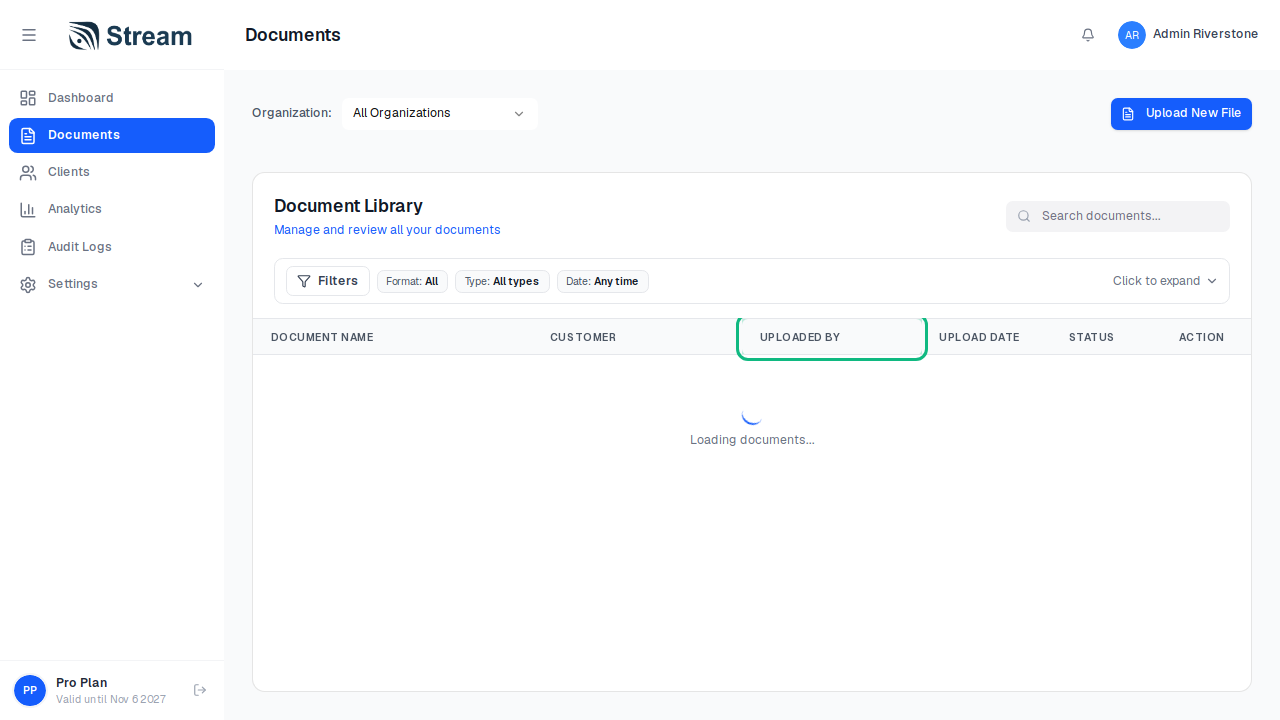 Stream
Documents
AR
Admin Riverstone
Dashboard
Documents
Clients
Analytics
Audit Logs
Settings
Organization:
All Organizations
Upload New File
Document Library
Manage and review all your documents
Search documents...
Filters
Format: All
Type: All types
Date: Any time
Click to expand
DOCUMENT NAME
CUSTOMER
UPLOADED BY
UPLOAD DATE
STATUS
ACTION
Loading documents...
PP
Pro Plan
Valid until Nov 6 2027